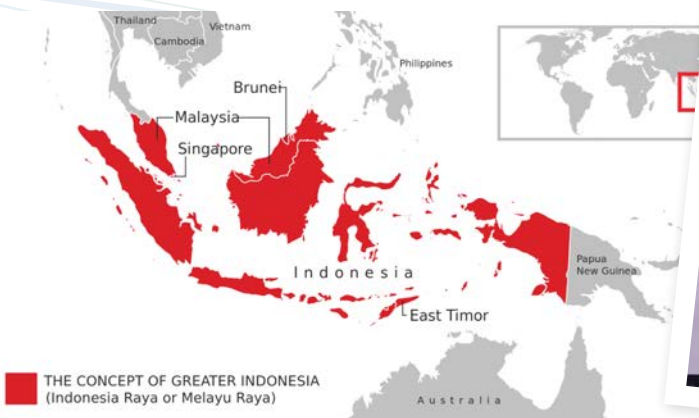 Thailand
Vietnam
Cambodia
Philippines
Brunei
Malaysia
Singapore
Indonesia
Papua
New Guinea
East Timor
THE CONCEPT OF GREATER INDONESIA
(Indonesia Raya or Melayu Raya)
Australia